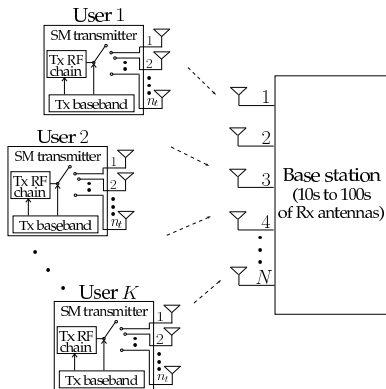 User 1
SM transmitter
Tx RF
chain
Tx baseband
1
2
n_t
User 2
SM transmitter
Tx RF
chain
Tx baseband
1
2
n_t
User K
SM transmitter
Tx RF
chain
Tx baseband
1
2
n_t
1
2
3
4
N
Base station
(10s to 100s
of Rx antennas)